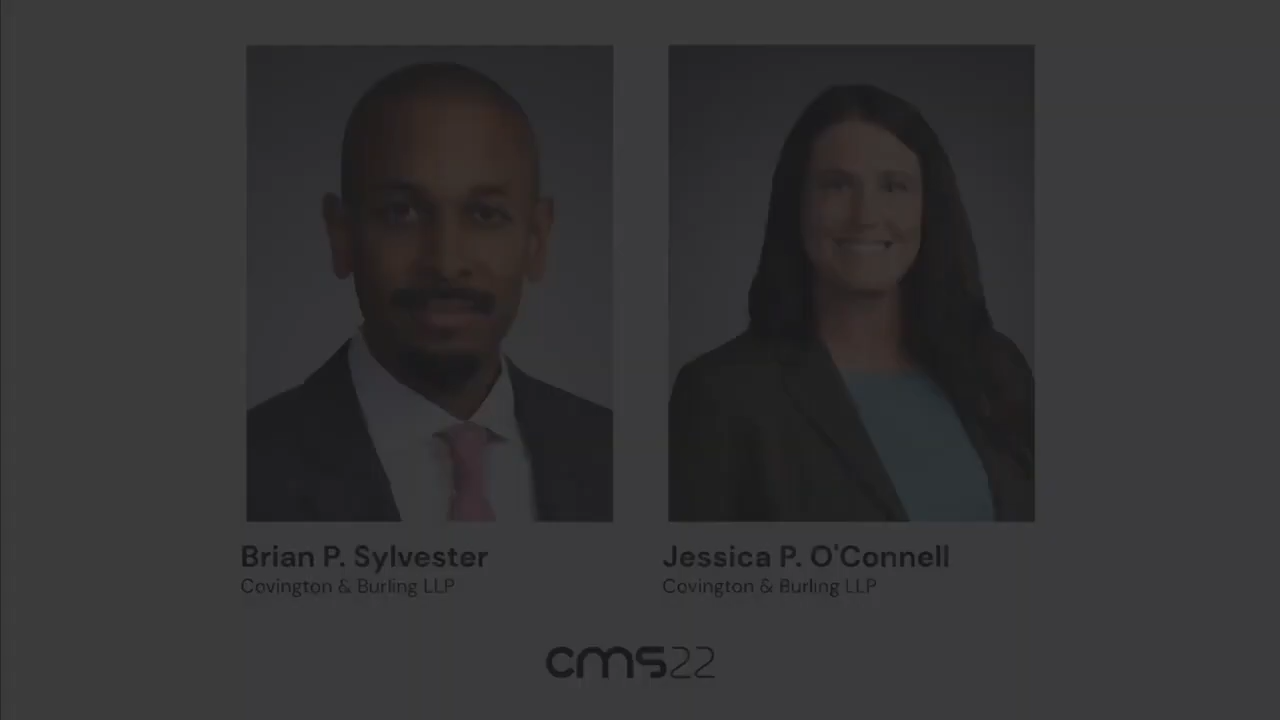 Brian P. Sylvester
Covington & Burling LLP
Jessica P. O'Connell
Covington & Burling LLP
cms22